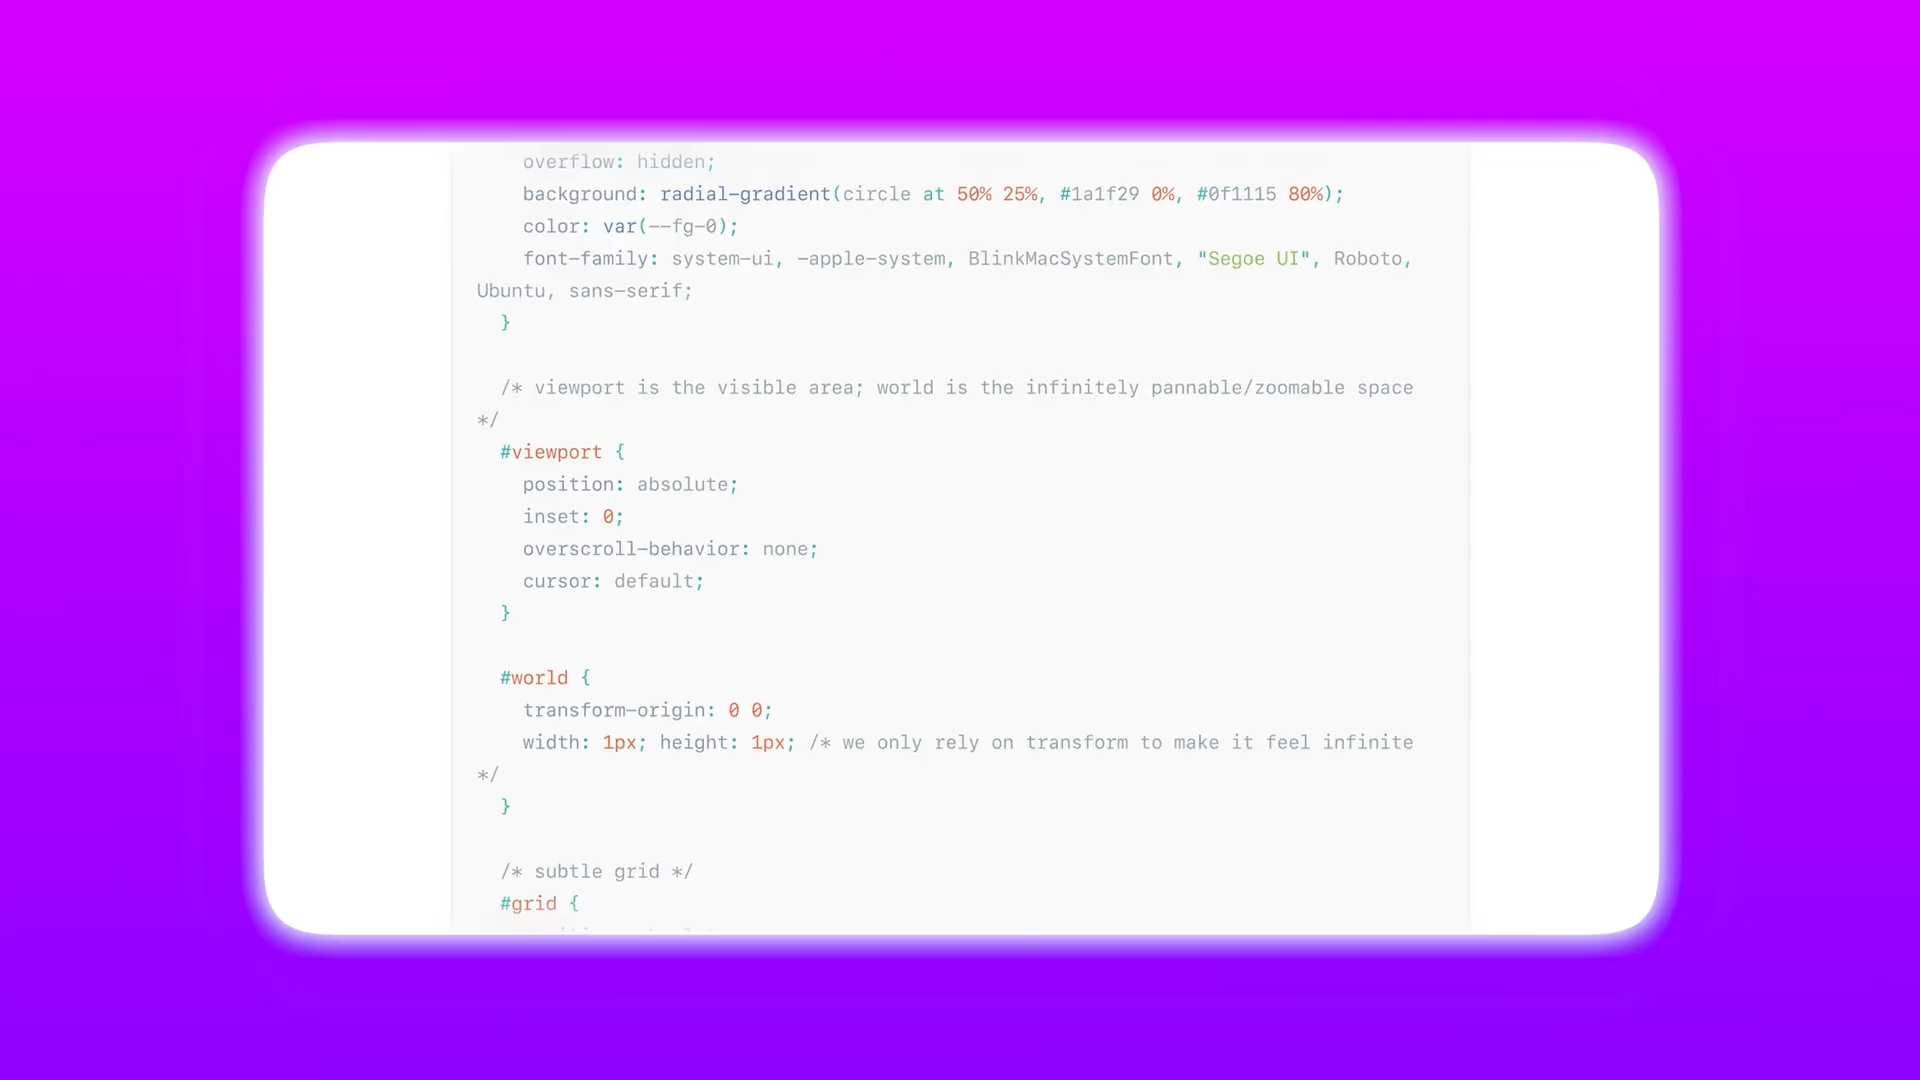 overflow: hidden;
background: radial-gradient(circle at 50% 25%, #1a1f29 0%, #0f1115 80%);
color: var(--fg-0);
font-family: system-ui, -apple-system, BlinkMacSystemFont, "Segoe UI", Roboto,
Ubuntu, sans-serif;
}
/* viewport is the visible area; world is the infinitely pannable/zoomable space
*/
#viewport {
position: absolute;
inset: 0;
overscroll-behavior: none;
cursor: default;
}
#world {
transform-origin: 0 0;
width: 1px; height: 1px; /* we only rely on transform to make it feel infinite
*/
}
/* subtle grid */
#grid {